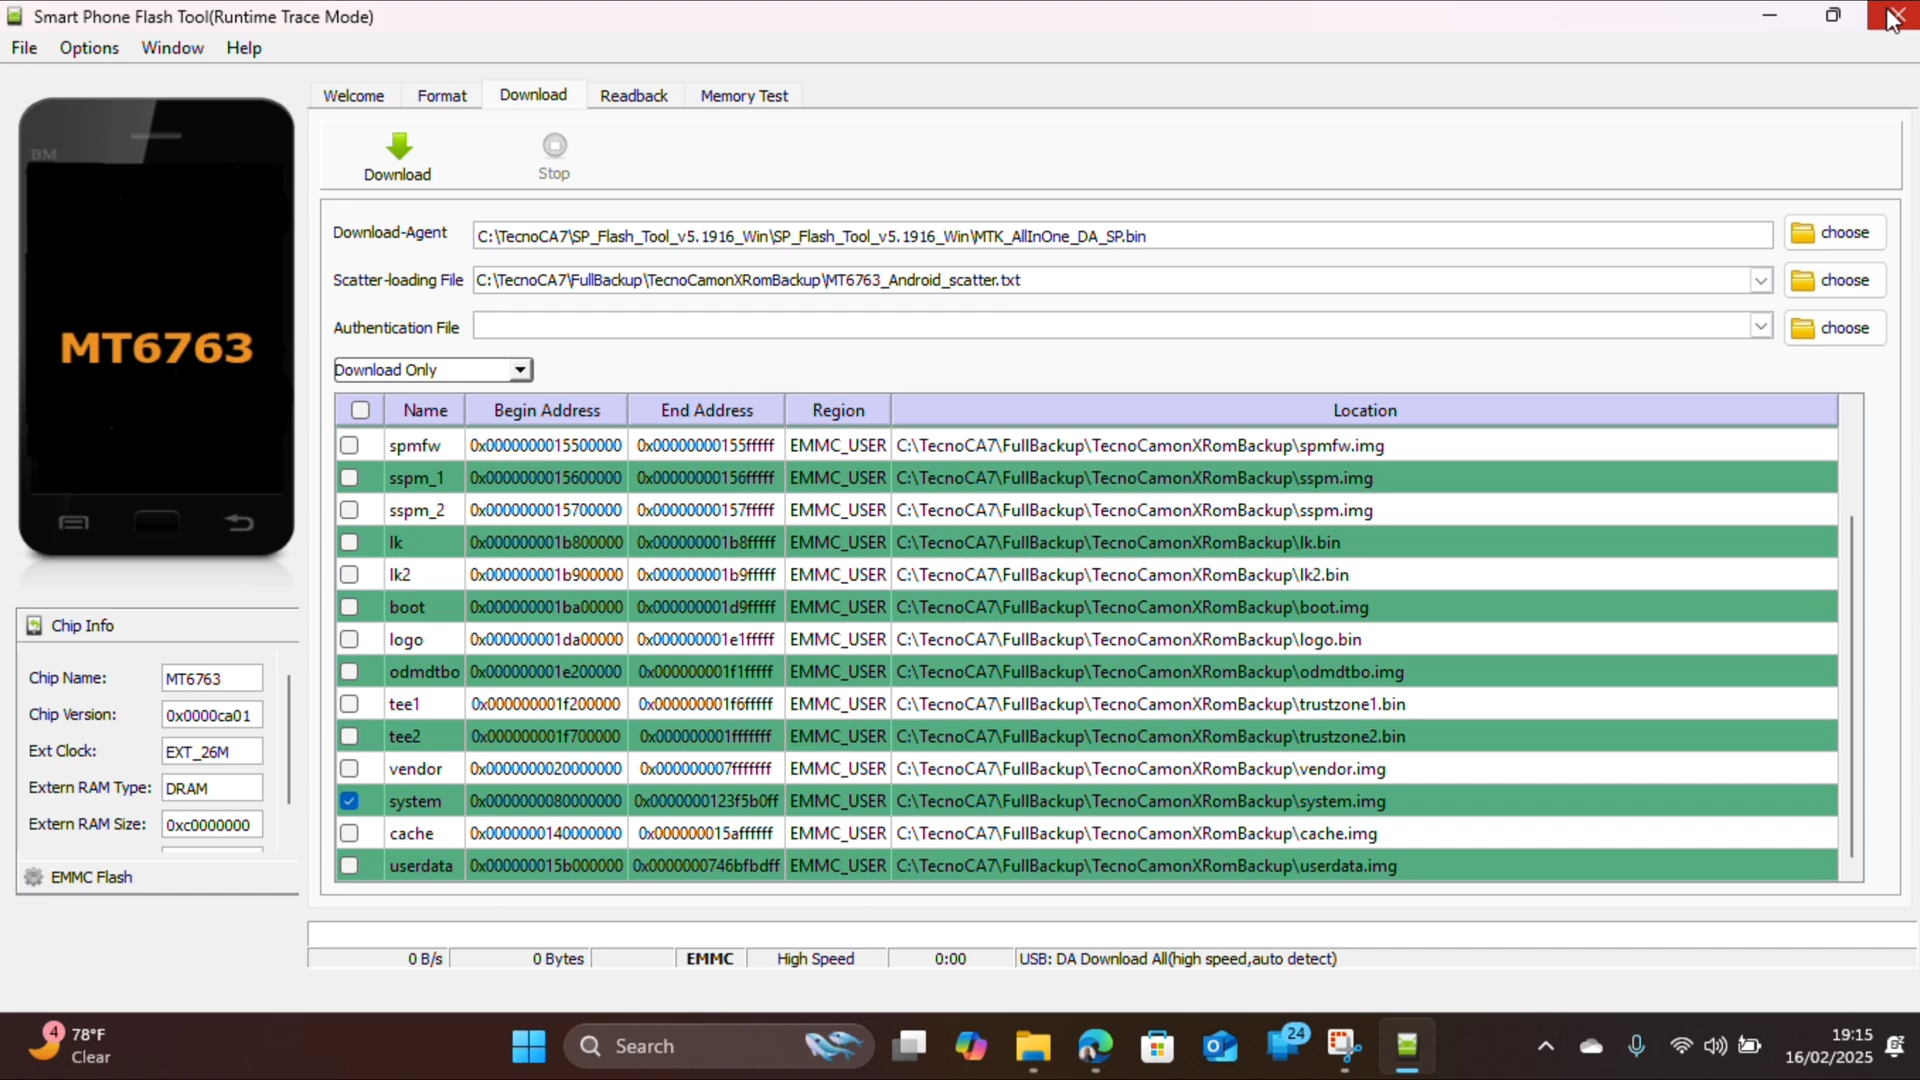 Smart Phone Flash Tool(Runtime Trace Mode)
File Options Window Help
Welcome Format Download Readback Memory Test
Download Stop
Download-Agent C:\TecnoCA7\SP_Flash_Tool_v5.1916_Win\SP_Flash_Tool_v5.1916_Win\MTK_AllInOne_DA_SP.bin choose
Scatter-loading File C:\TecnoCA7\FullBackup\TecnoCamonXRomBackup\MT6763_Android_scatter.txt choose
Authentication File choose
Download Only
Name Begin Address End Address Region Location
spmfw 0x0000000015500000 0x00000000155fffff EMMC_USER C:\TecnoCA7\FullBackup\TecnoCamonXRomBackup\spmfw.img
sspm_1 0x0000000015600000 0x00000000156fffff EMMC_USER C:\TecnoCA7\FullBackup\TecnoCamonXRomBackup\sspm.img
sspm_2 0x0000000015700000 0x00000000157fffff EMMC_USER C:\TecnoCA7\FullBackup\TecnoCamonXRomBackup\sspm.img
lk 0x000000001b800000 0x000000001b8fffff EMMC_USER C:\TecnoCA7\FullBackup\TecnoCamonXRomBackup\lk.bin
lk2 0x000000001b900000 0x000000001b9fffff EMMC_USER C:\TecnoCA7\FullBackup\TecnoCamonXRomBackup\lk2.bin
boot 0x000000001ba00000 0x000000001d9fffff EMMC_USER C:\TecnoCA7\FullBackup\TecnoCamonXRomBackup\boot.img
logo 0x000000001da00000 0x000000001e1fffff EMMC_USER C:\TecnoCA7\FullBackup\TecnoCamonXRomBackup\logo.bin
odmdtbo 0x000000001e200000 0x000000001f1fffff EMMC_USER C:\TecnoCA7\FullBackup\TecnoCamonXRomBackup\odmdtbo.img
tee1 0x000000001f200000 0x000000001f6fffff EMMC_USER C:\TecnoCA7\FullBackup\TecnoCamonXRomBackup\trustzone1.bin
tee2 0x000000001f700000 0x000000001fffffff EMMC_USER C:\TecnoCA7\FullBackup\TecnoCamonXRomBackup\trustzone2.bin
vendor 0x0000000020000000 0x000000007fffffff EMMC_USER C:\TecnoCA7\FullBackup\TecnoCamonXRomBackup\vendor.img
system 0x0000000080000000 0x0000000123f5b0ff EMMC_USER C:\TecnoCA7\FullBackup\TecnoCamonXRomBackup\system.img
cache 0x0000000140000000 0x000000015affffff EMMC_USER C:\TecnoCA7\FullBackup\TecnoCamonXRomBackup\cache.img
userdata 0x000000015b000000 0x0000000746bfbdff EMMC_USER C:\TecnoCA7\FullBackup\TecnoCamonXRomBackup\userdata.img
BM
MT6763
Chip Info
Chip Name: MT6763
Chip Version: 0x0000ca01
Ext Clock: EXT_26M
Extern RAM Type: DRAM
Extern RAM Size: 0xc0000000
EMMC Flash
0 B/s 0 Bytes EMMC High Speed 0:00 USB: DA Download All(high speed,auto detect)
4 78°F
Clear
Search
24
19:15
16/02/2025